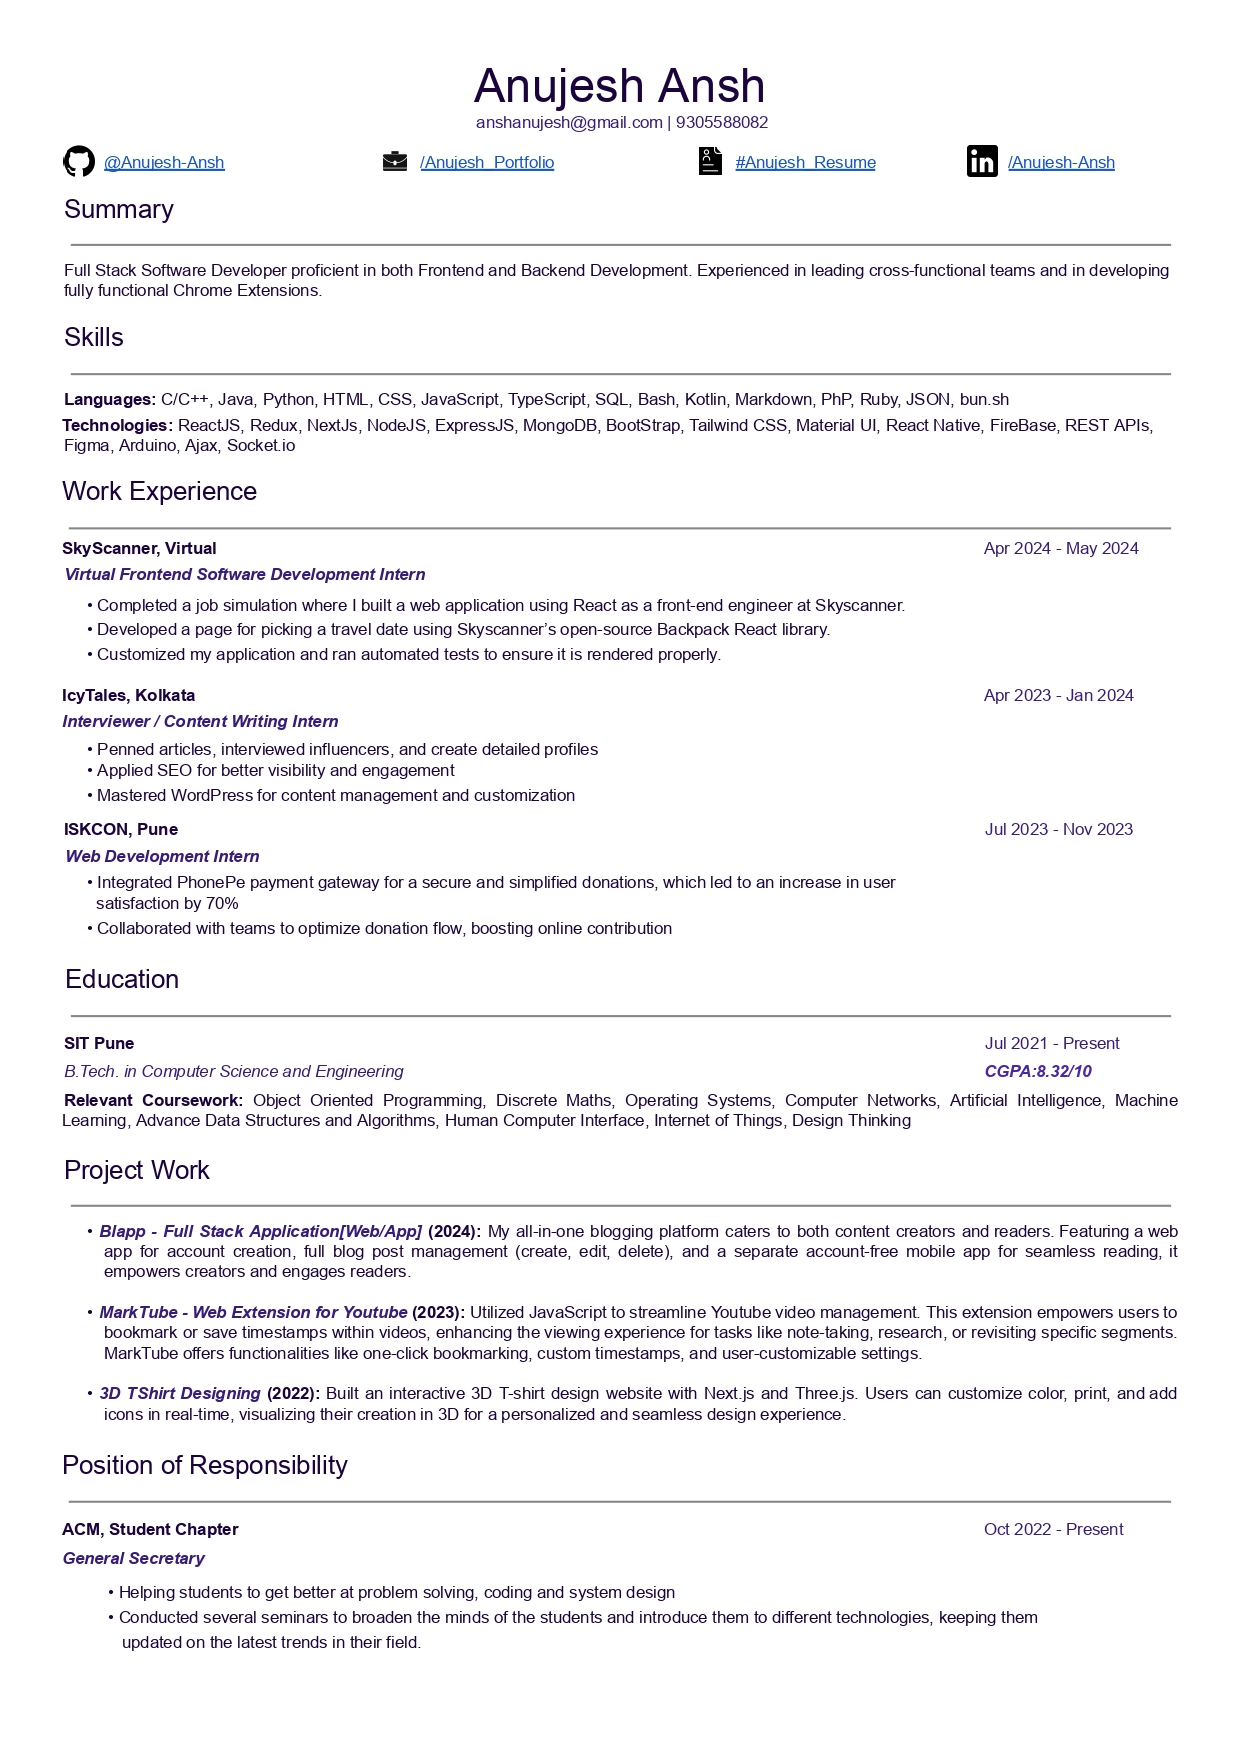 Anujesh Ansh
anshanujesh@gmail.com | 9305588082
@Anujesh-Ansh /Anujesh_Portfolio #Anujesh_Resume /Anujesh-Ansh
Summary
Full Stack Software Developer proficient in both Frontend and Backend Development. Experienced in leading cross-functional teams and in developing
fully functional Chrome Extensions.
Skills
Languages: C/C++, Java, Python, HTML, CSS, JavaScript, TypeScript, SQL, Bash, Kotlin, Markdown, PhP, Ruby, JSON, bun.sh
Technologies: ReactJS, Redux, NextJs, NodeJS, ExpressJS, MongoDB, BootStrap, Tailwind CSS, Material UI, React Native, FireBase, REST APIs,
Figma, Arduino, Ajax, Socket.io
Work Experience
SkyScanner, Virtual Apr 2024 - May 2024
Virtual Frontend Software Development Intern
• Completed a job simulation where I built a web application using React as a front-end engineer at Skyscanner.
• Developed a page for picking a travel date using Skyscanner’s open-source Backpack React library.
• Customized my application and ran automated tests to ensure it is rendered properly.
IcyTales, Kolkata Apr 2023 - Jan 2024
Interviewer / Content Writing Intern
• Penned articles, interviewed influencers, and create detailed profiles
• Applied SEO for better visibility and engagement
• Mastered WordPress for content management and customization
ISKCON, Pune Jul 2023 - Nov 2023
Web Development Intern
• Integrated PhonePe payment gateway for a secure and simplified donations, which led to an increase in user
satisfaction by 70%
• Collaborated with teams to optimize donation flow, boosting online contribution
Education
SIT Pune Jul 2021 - Present
B.Tech. in Computer Science and Engineering CGPA:8.32/10
Relevant Coursework: Object Oriented Programming, Discrete Maths, Operating Systems, Computer Networks, Artificial Intelligence, Machine
Learning, Advance Data Structures and Algorithms, Human Computer Interface, Internet of Things, Design Thinking
Project Work
• Blapp - Full Stack Application[Web/App] (2024): My all-in-one blogging platform caters to both content creators and readers. Featuring a web
app for account creation, full blog post management (create, edit, delete), and a separate account-free mobile app for seamless reading, it
empowers creators and engages readers.
• MarkTube - Web Extension for Youtube (2023): Utilized JavaScript to streamline Youtube video management. This extension empowers users to
bookmark or save timestamps within videos, enhancing the viewing experience for tasks like note-taking, research, or revisiting specific segments.
MarkTube offers functionalities like one-click bookmarking, custom timestamps, and user-customizable settings.
• 3D TShirt Designing (2022): Built an interactive 3D T-shirt design website with Next.js and Three.js. Users can customize color, print, and add
icons in real-time, visualizing their creation in 3D for a personalized and seamless design experience.
Position of Responsibility
ACM, Student Chapter Oct 2022 - Present
General Secretary
• Helping students to get better at problem solving, coding and system design
• Conducted several seminars to broaden the minds of the students and introduce them to different technologies, keeping them
updated on the latest trends in their field.